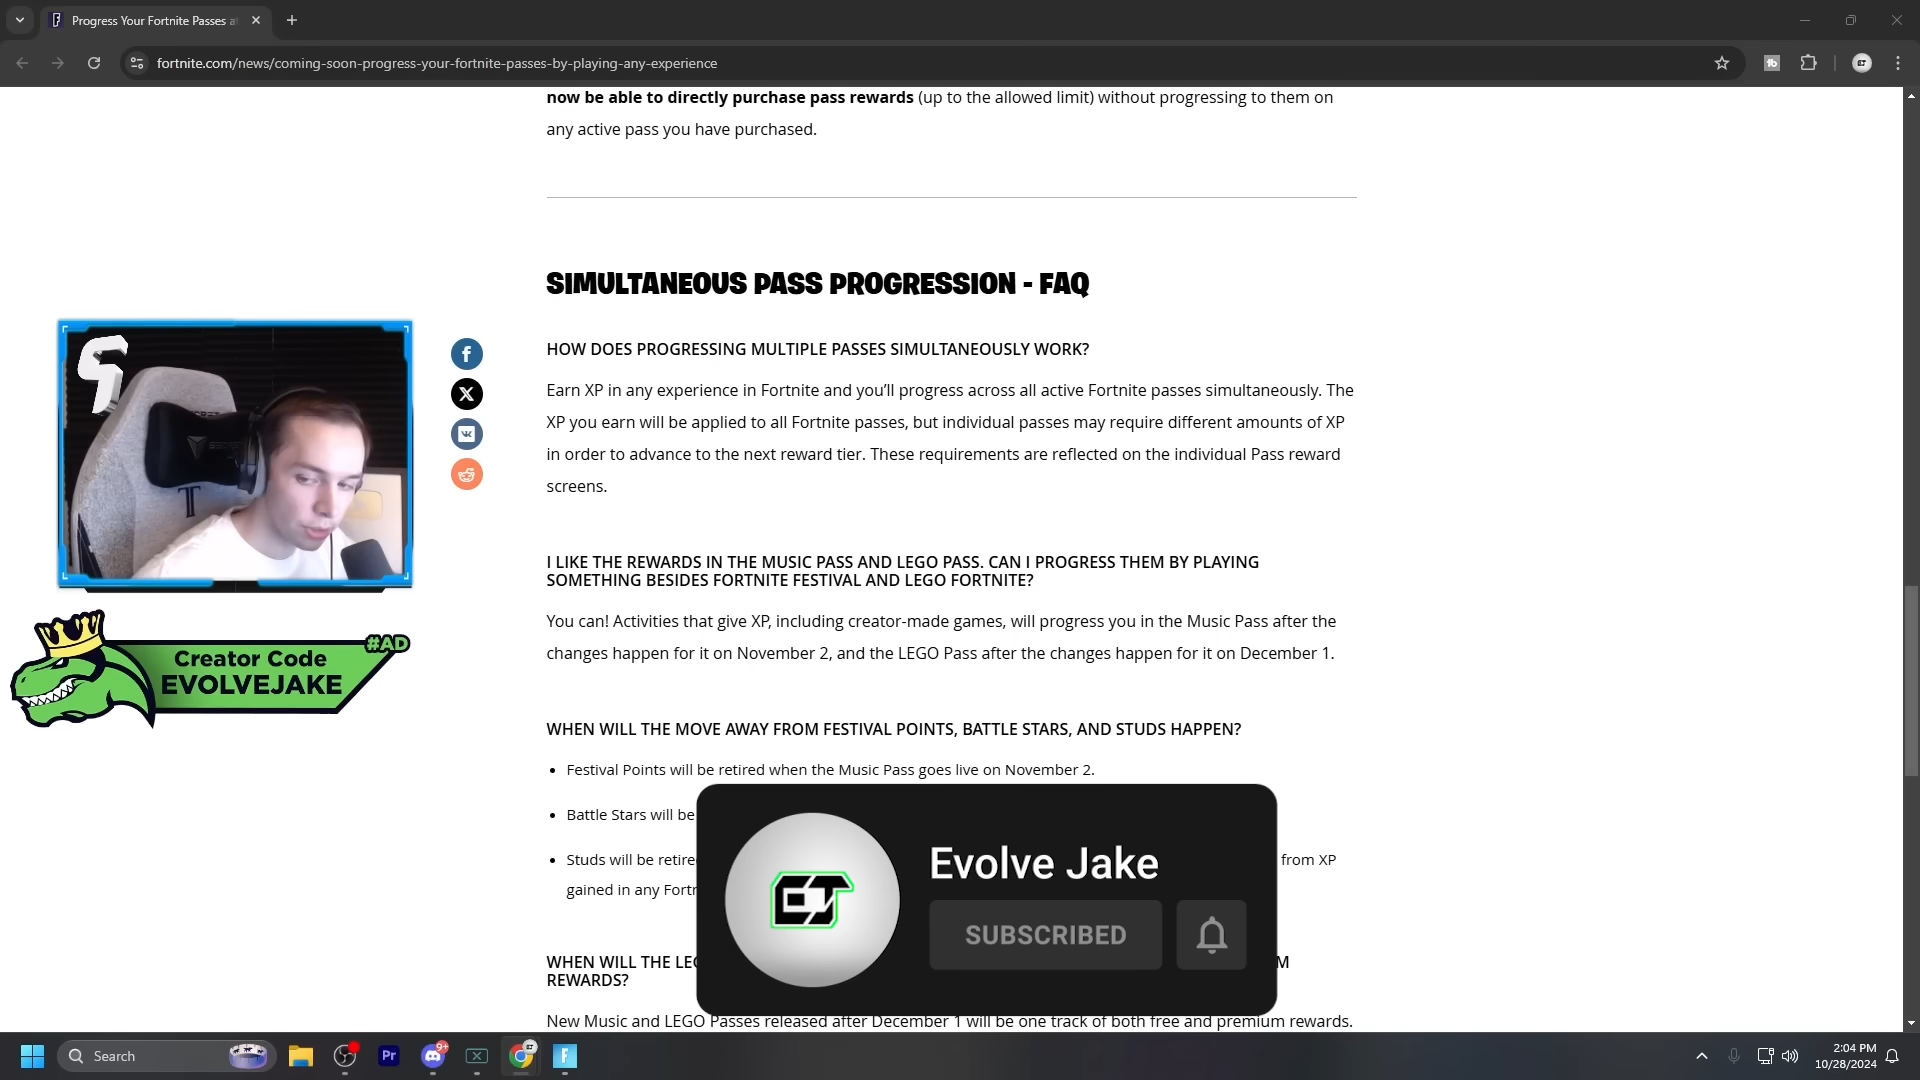 Progress Your Fortnite Passes a
fortnite.com/news/coming-soon-progress-your-fortnite-passes-by-playing-any-experience
now be able to directly purchase pass rewards (up to the allowed limit) without progressing to them on
any active pass you have purchased.
SIMULTANEOUS PASS PROGRESSION - FAQ
HOW DOES PROGRESSING MULTIPLE PASSES SIMULTANEOUSLY WORK?
Earn XP in any experience in Fortnite and you’ll progress across all active Fortnite passes simultaneously. The
XP you earn will be applied to all Fortnite passes, but individual passes may require different amounts of XP
in order to advance to the next reward tier. These requirements are reflected on the individual Pass reward
screens.
I LIKE THE REWARDS IN THE MUSIC PASS AND LEGO PASS. CAN I PROGRESS THEM BY PLAYING
SOMETHING BESIDES FORTNITE FESTIVAL AND LEGO FORTNITE?
You can! Activities that give XP, including creator-made games, will progress you in the Music Pass after the
changes happen for it on November 2, and the LEGO Pass after the changes happen for it on December 1.
WHEN WILL THE MOVE AWAY FROM FESTIVAL POINTS, BATTLE STARS, AND STUDS HAPPEN?
• Festival Points will be retired when the Music Pass goes live on November 2.
• Battle Stars will be
• Studs will be retire from XP
gained in any Fortn
WHEN WILL THE LEG M
REWARDS?
New Music and LEGO Passes released after December 1 will be one track of both free and premium rewards.
#AD
Creator Code
EVOLVEJAKE
Evolve Jake
SUBSCRIBED
Search
Pr
9+
2:04 PM
10/28/2024